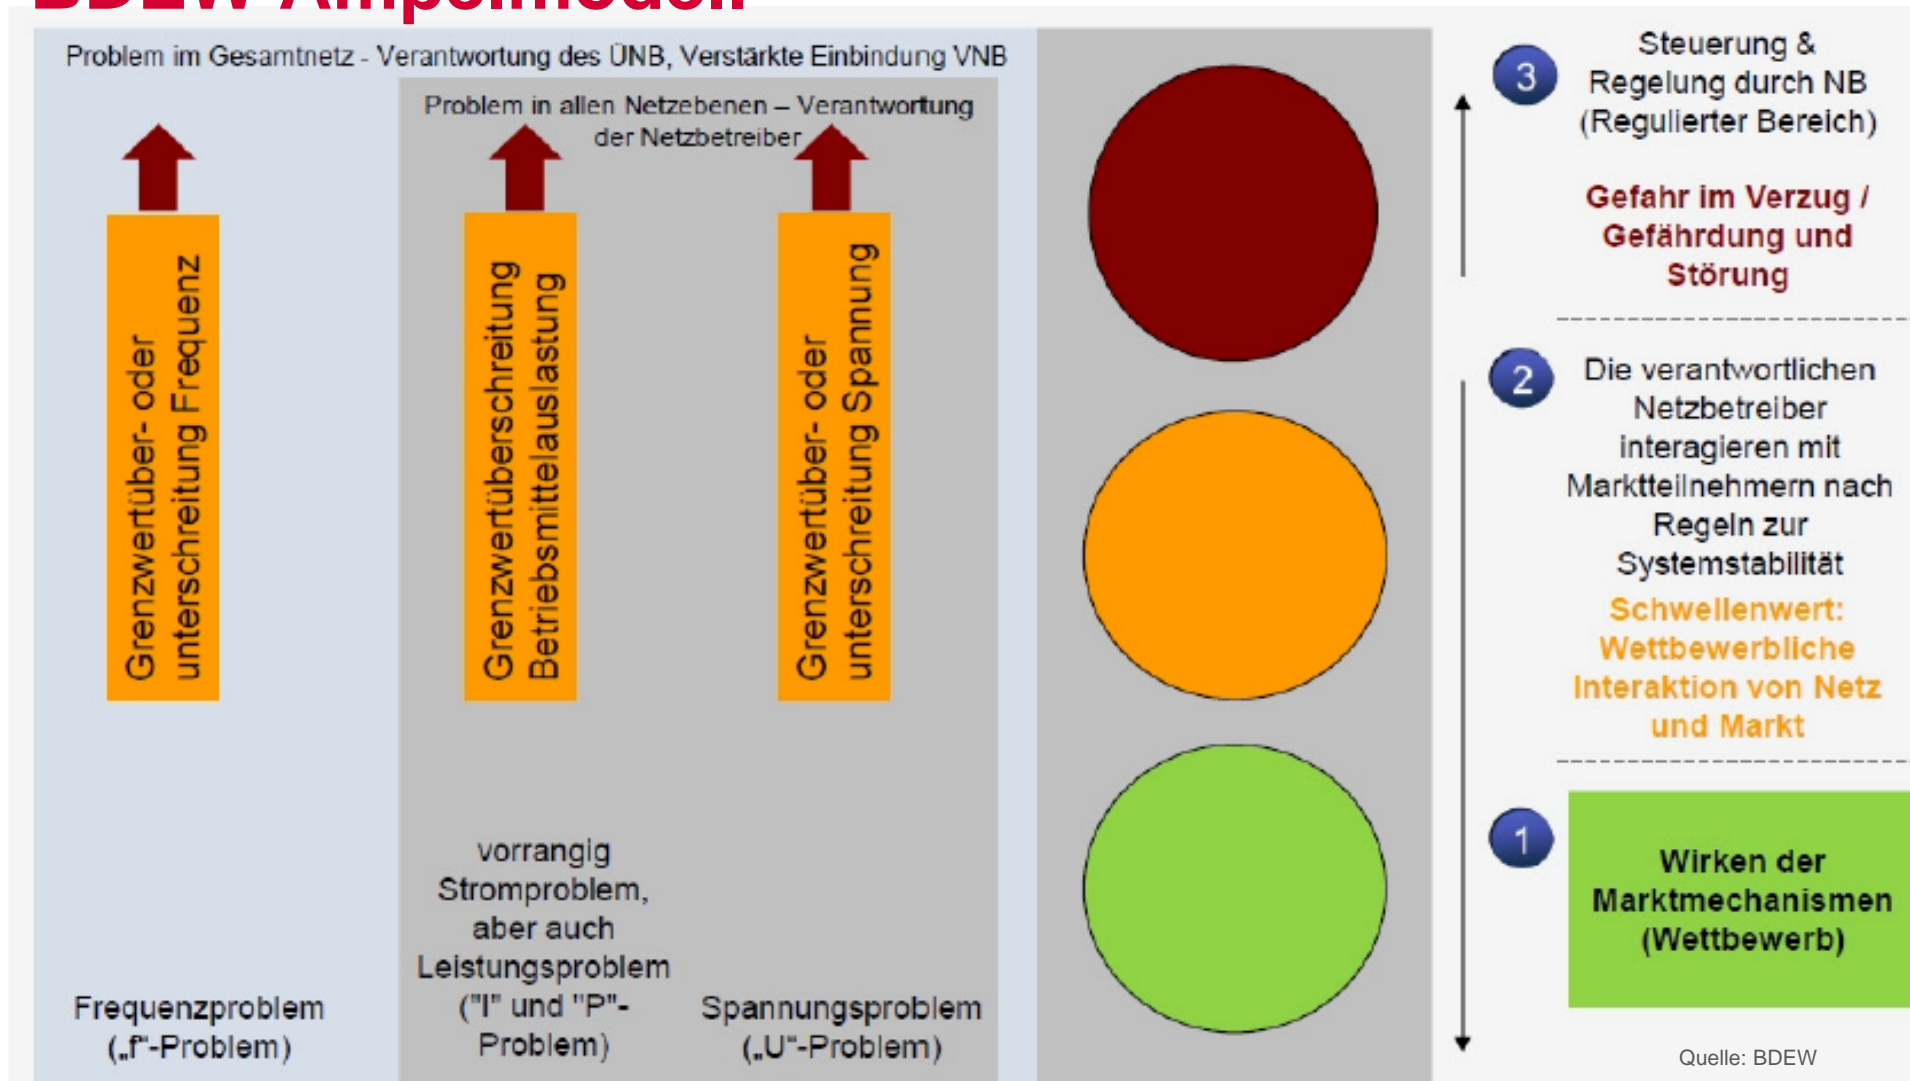 BDEW-Ampelmodell
Problem im Gesamtnetz - Verantwortung des ÜNB, Verstärkte Einbindung VNB
Problem in allen Netzebenen – Verantwortung
der Netzbetreiber
Grenzwertüber- oder
unterschreitung Frequenz
Grenzwertüberschreitung
Betriebsmittelauslastung
Grenzwertüber- oder
unterschreitung Spannung
Frequenzproblem
(„f"-Problem)
vorrangig
Stromproblem,
aber auch
Leistungsproblem
("I" und "P"-
Problem)
Spannungsproblem
(„U"-Problem)
3
Steuerung &
Regelung durch NB
(Regulierter Bereich)
Gefahr im Verzug /
Gefährdung und
Störung
2
Die verantwortlichen
Netzbetreiber
interagieren mit
Marktteilnehmern nach
Regeln zur
Systemstabilität
Schwellenwert:
Wettbewerbliche
Interaktion von Netz
und Markt
1
Wirken der
Marktmechanismen
(Wettbewerb)
Quelle: BDEW